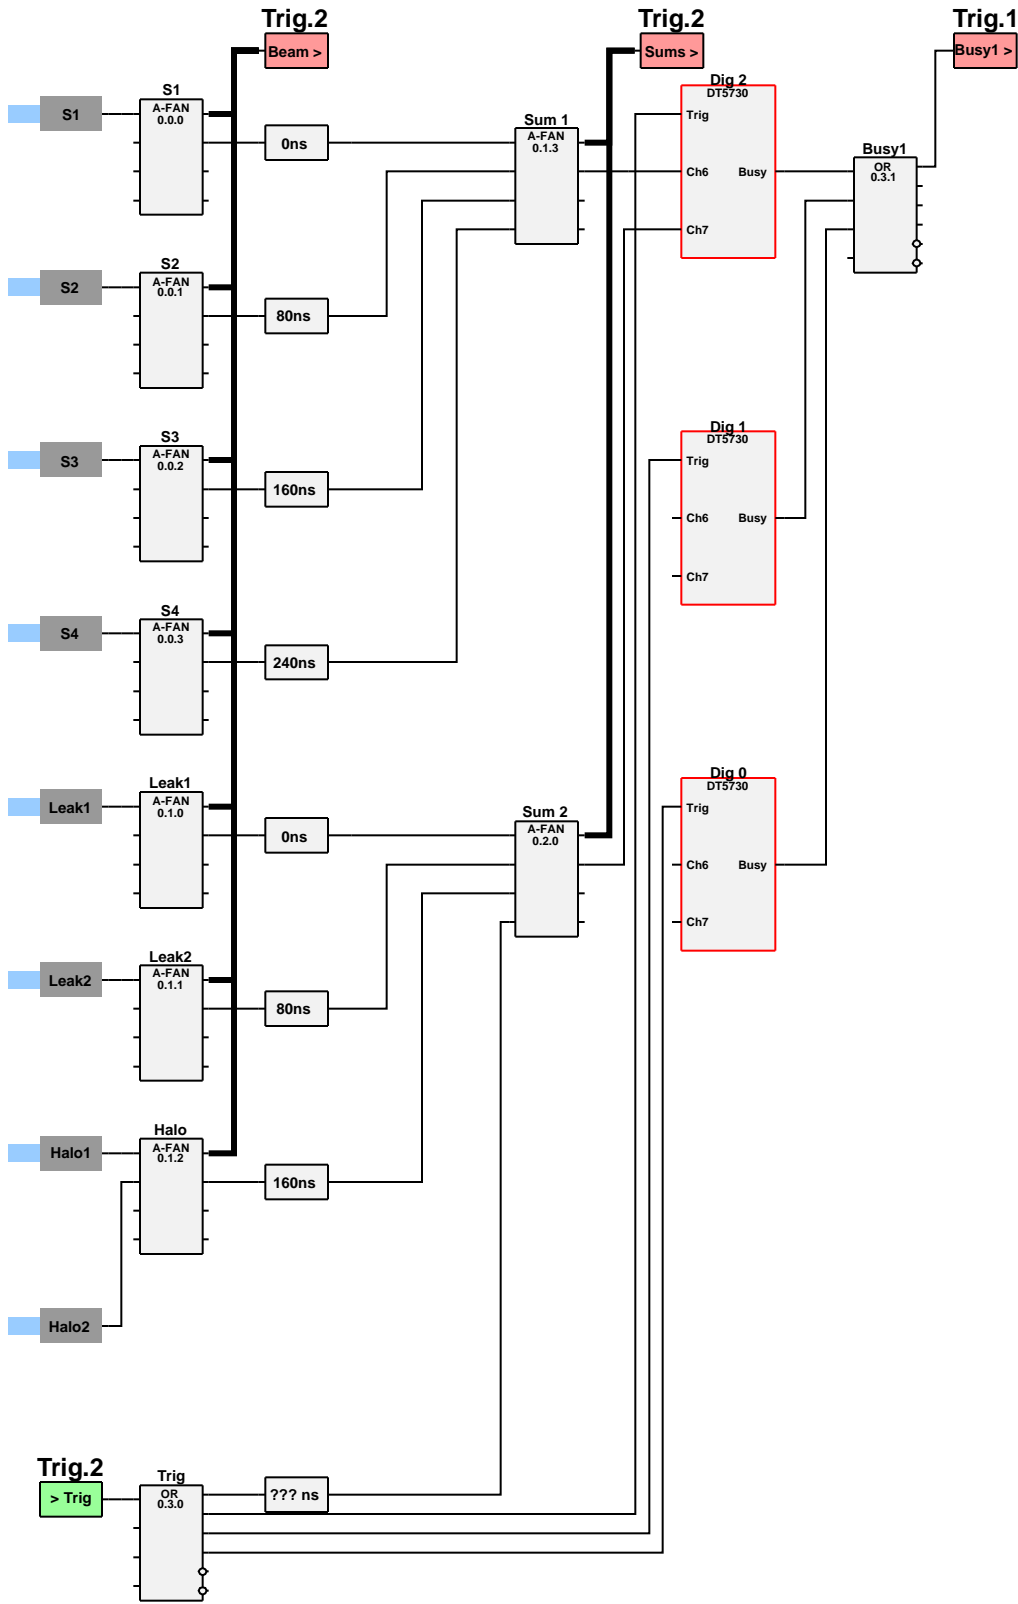 Trig.2
Trig.2
Trig.1
Beam >
Sums >
Busy1 >
S1
S1
A-FAN
0.0.0
0ns
Sum 1
A-FAN
0.1.3
Dig 2
DT5730
Trig
Ch6
Busy
Ch7
Busy1
OR
0.3.1
S2
S2
A-FAN
0.0.1
80ns
S3
S3
A-FAN
0.0.2
160ns
Dig 1
DT5730
Trig
Ch6
Busy
Ch7
S4
S4
A-FAN
0.0.3
240ns
Leak1
Leak1
A-FAN
0.1.0
0ns
Sum 2
A-FAN
0.2.0
Dig 0
DT5730
Trig
Ch6
Busy
Ch7
Leak2
Leak2
A-FAN
0.1.1
80ns
Halo1
Halo
A-FAN
0.1.2
160ns
Halo2
Trig.2
> Trig
Trig
OR
0.3.0
??? ns